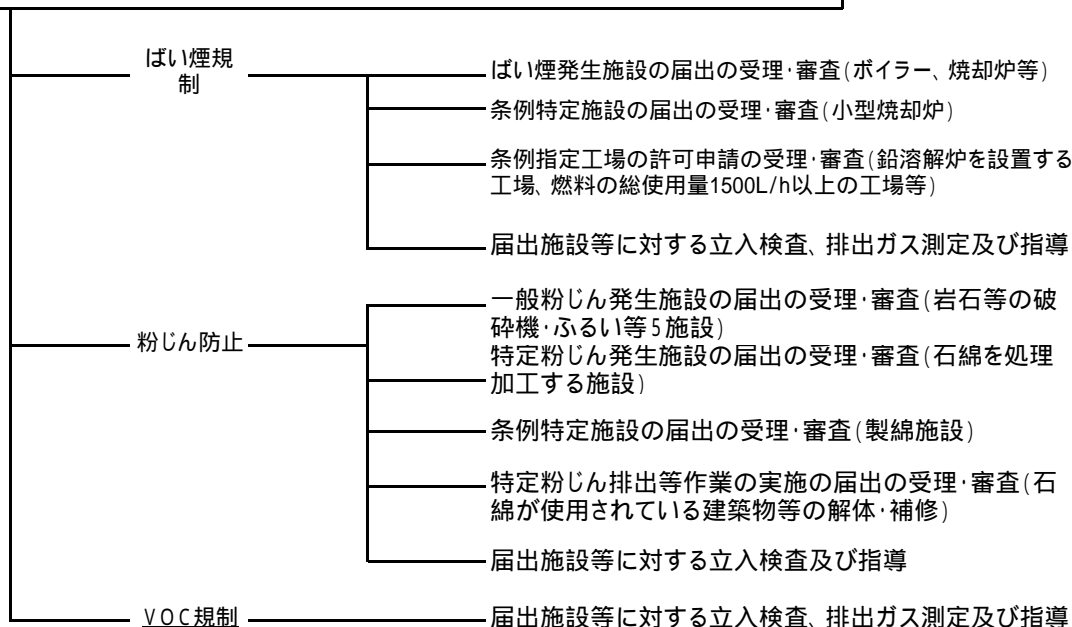 ばい煙規
制
ばい煙発生施設の届出の受理・審査(ボイラー、焼却炉等)
条例特定施設の届出の受理・審査(小型焼却炉)
条例指定工場の許可申請の受理・審査(鉛溶解炉を設置する
工場、燃料の総使用量1500L/h以上の工場等)
届出施設等に対する立入検査、排出ガス測定及び指導
粉じん防止
一般粉じん発生施設の届出の受理・審査(岩石等の破
砕機・ふるい等5施設)
特定粉じん発生施設の届出の受理・審査(石綿を処理
加工する施設)
条例特定施設の届出の受理・審査(製綿施設)
特定粉じん排出等作業の実施の届出の受理・審査(石
綿が使用されている建築物等の解体・補修)
届出施設等に対する立入検査及び指導
VOC規制
届出施設等に対する立入検査、排出ガス測定及び指導